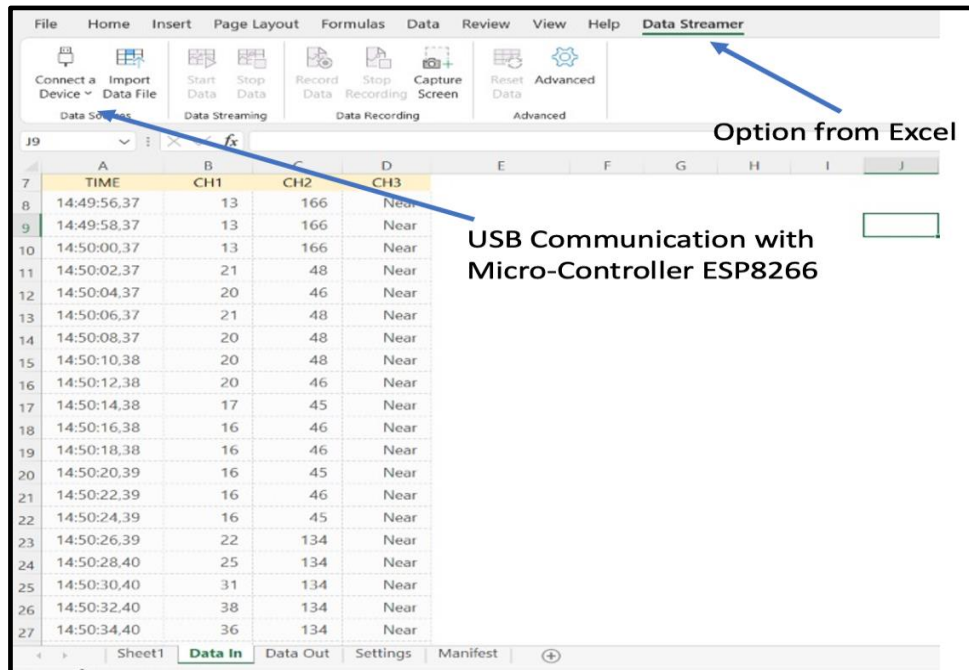 File Home Insert Page Layout Formulas Data Review View Help Data Streamer
Connect a Import Start Stop Record Stop Capture Reset Advanced
Device Data File Data Data Data Recording Screen Data
Data Sources Data Streaming Data Recording Advanced
Option from Excel
J9 fx
A B C D E F G H I J
7 TIME CH1 CH2 CH3
8 14:49:56,37 13 166 Near
9 14:49:58,37 13 166 Near
USB Communication with
Micro-Controller ESP8266
10 14:50:00,37 13 166 Near
11 14:50:02,37 21 48 Near
12 14:50:04,37 20 46 Near
13 14:50:06,37 21 48 Near
14 14:50:08,37 20 48 Near
15 14:50:10,38 20 48 Near
16 14:50:12,38 20 46 Near
17 14:50:14,38 17 45 Near
18 14:50:16,38 16 46 Near
19 14:50:18,38 16 46 Near
20 14:50:20,39 16 45 Near
21 14:50:22,39 16 46 Near
22 14:50:24,39 16 45 Near
23 14:50:26,39 22 134 Near
24 14:50:28,40 25 134 Near
25 14:50:30,40 31 134 Near
26 14:50:32,40 38 134 Near
27 14:50:34,40 36 134 Near
Sheet1 Data In Data Out Settings Manifest